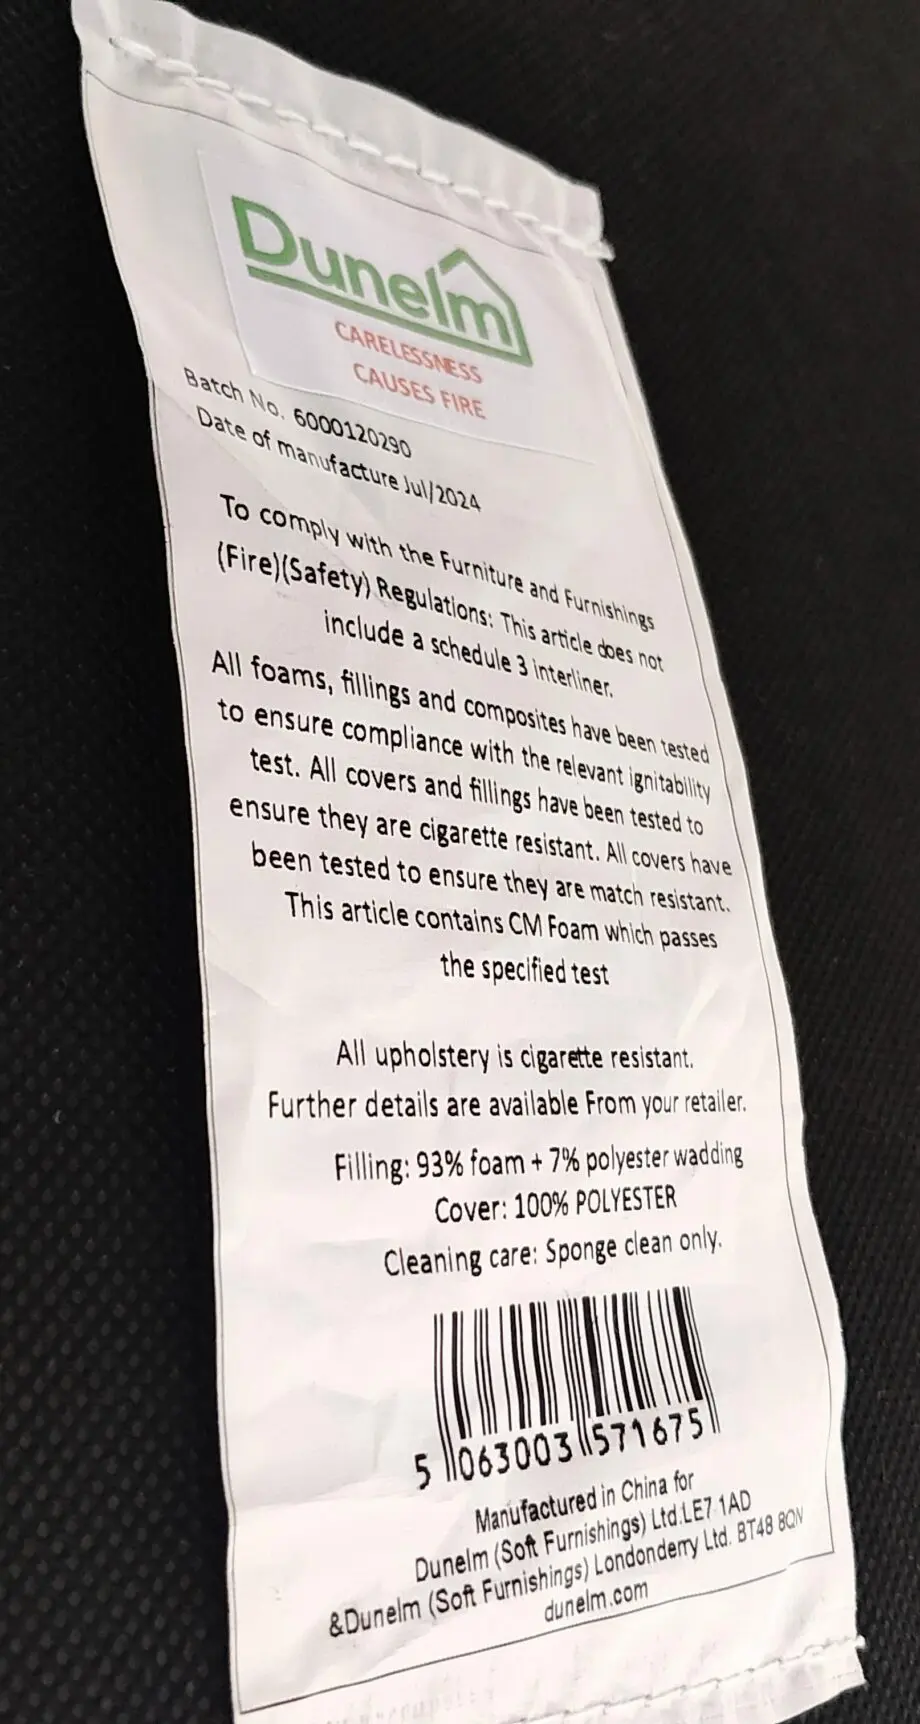 Dunelm
CARELESSNESS
CAUSES FIRE
Batch No. 6000120290
Date of manufacture Jul/2024
To comply with the Furniture and Furnishings
(Fire)(Safety) Regulations: This article does not
include a schedule 3 interliner.
All foams, fillings and composites have been tested
to ensure compliance with the relevant ignitability
test. All covers and fillings have been tested to
ensure they are cigarette resistant. All covers have
been tested to ensure they are match resistant.
This article contains CM Foam which passes
the specified test
All upholstery is cigarette resistant.
Further details are available From your retailer.
Filling: 93% foam + 7% polyester wadding
Cover: 100% POLYESTER
Cleaning care: Sponge clean only.
5 063003 571675
Manufactured in China for
Dunelm (Soft Furnishings) Ltd.LE7 1AD
&Dunelm (Soft Furnishings) Londonderry Ltd. BT48 8QN
dunelm.com